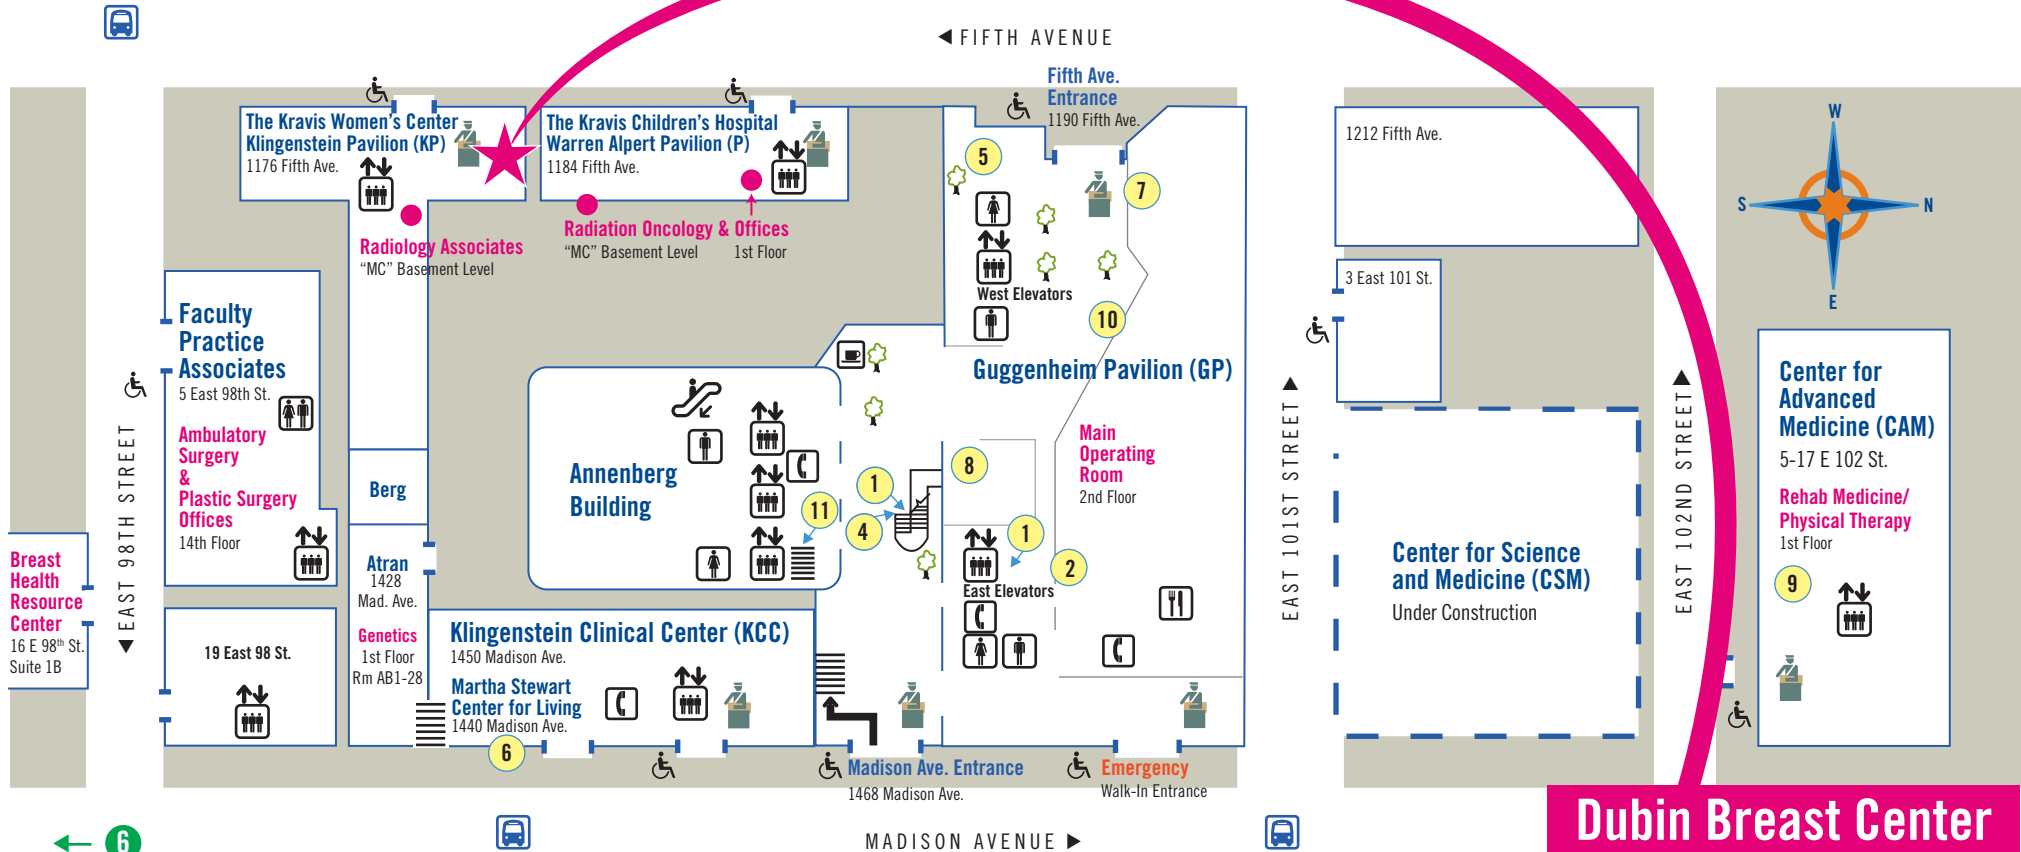 ◀ FIFTH AVENUE
Fifth Ave.
Entrance
1190 Fifth Ave.
The Kravis Women's Center
Klingenstein Pavilion (KP)
1176 Fifth Ave.
The Kravis Children's Hospital
Warren Alpert Pavilion (P)
1184 Fifth Ave.
1212 Fifth Ave.
W
S
N
E
5
7
Radiology Associates
“MC” Basement Level
Radiation Oncology & Offices
“MC” Basement Level
1st Floor
West Elevators
10
3 East 101 St.
Faculty
Practice
Associates
5 East 98th St.
Ambulatory
Surgery
&
Plastic Surgery
Offices
14th Floor
Guggenheim Pavilion (GP)
Main
Operating
Room
2nd Floor
Annenberg
Building
Berg
8
1
4
11
1
2
East Elevators
Atran
1428
Mad. Ave.
Genetics
1st Floor
Rm AB1-28
EAST 98TH STREET
EAST 101ST STREET
EAST 102ND STREET
Center for
Advanced
Medicine (CAM)
5-17 E 102 St.
Rehab Medicine/
Physical Therapy
1st Floor
9
Center for Science
and Medicine (CSM)
Under Construction
Breast
Health
Resource
Center
16 E 98th St.
Suite 1B
19 East 98 St.
Klingenstein Clinical Center (KCC)
1450 Madison Ave.
Martha Stewart
Center for Living
1440 Madison Ave.
6
Madison Ave. Entrance
1468 Madison Ave.
Emergency
Walk-In Entrance
Dubin Breast Center
6
MADISON AVENUE ▶